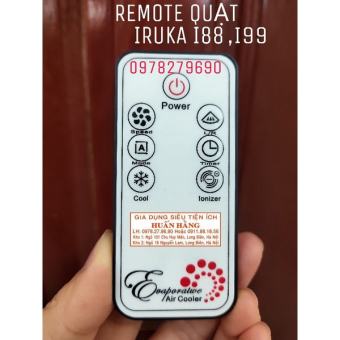 REMOTE QUẠT
IRUKA I88,I99
0978279690
Power
Speed
Mode
Timer
Cool
Ionizer
GIA DỤNG SIÊU TIỆN ÍCH
HUẤN HẰNG
Evaporative
Air Cooler